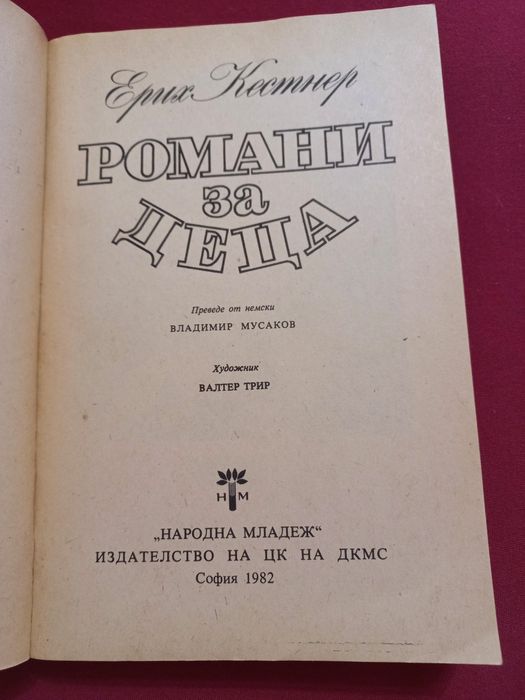 Ерих Кестнер
РОМАНИ
за
ДЕЦА
Преведе от немски
ВЛАДИМИР МУСАКОВ
Художник
ВАЛТЕР ТРИР
Н М
„НАРОДНА МЛАДЕЖ“
ИЗДАТЕЛСТВО НА ЦК НА ДКМС
София 1982